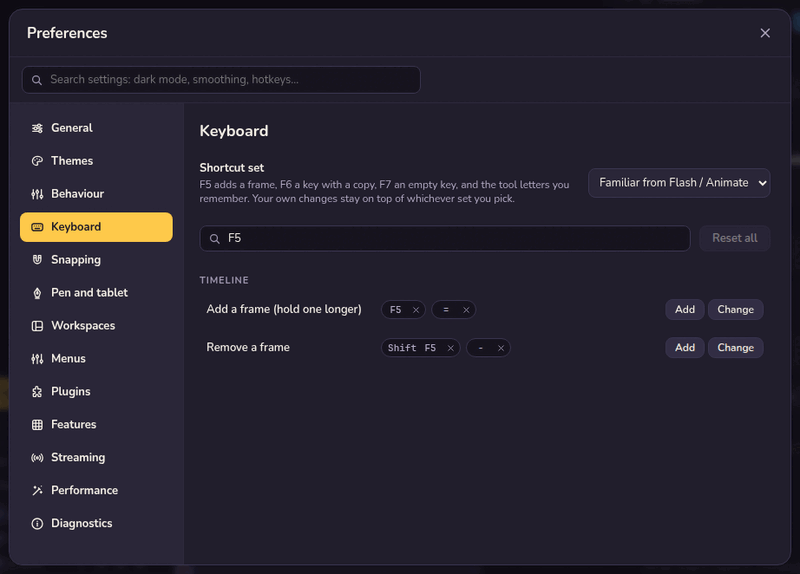 Preferences
Search settings: dark mode, smoothing, hotkeys...
General
Themes
Behaviour
Keyboard
Snapping
Pen and tablet
Workspaces
Menus
Plugins
Features
Streaming
Performance
Diagnostics
Keyboard
Shortcut set
F5 adds a frame, F6 a key with a copy, F7 an empty key, and the tool letters you
remember. Your own changes stay on top of whichever set you pick.
Familiar from Flash / Animate
F5
Reset all
TIMELINE
Add a frame (hold one longer) F5 × = × Add Change
Remove a frame Shift F5 × - × Add Change